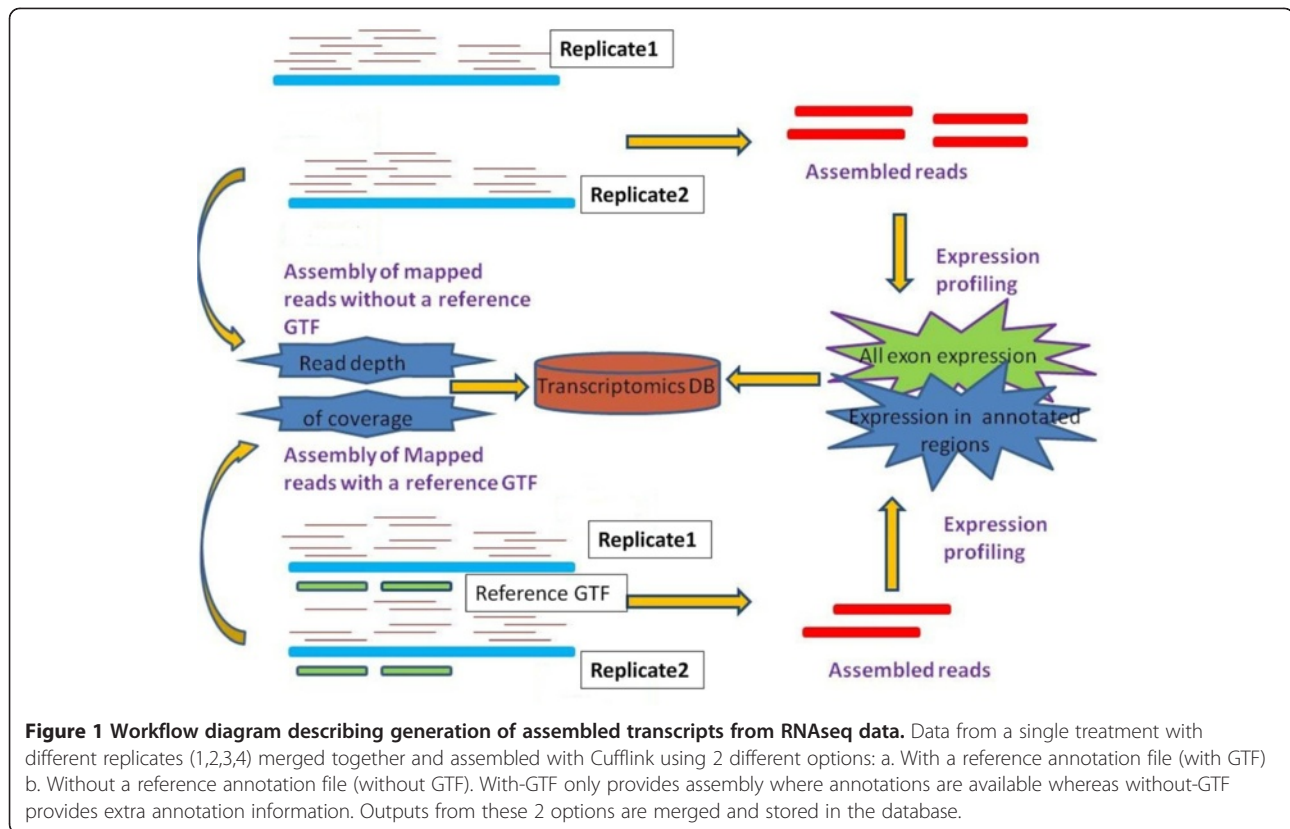 Replicate1
Replicate2
Assembled reads
Assembly of mapped
reads without a reference
GTF
Expression
profiling
Read depth
of coverage
Transcriptomics DB
All exon expression
Expression in annotated
regions
Assembly of Mapped
reads with a reference GTF
Replicate1
Reference GTF
Replicate2
Expression
profiling
Assembled reads
Figure 1 Workflow diagram describing generation of assembled transcripts from RNAseq data. Data from a single treatment with
different replicates (1,2,3,4) merged together and assembled with Cufflink using 2 different options: a. With a reference annotation file (with GTF)
b. Without a reference annotation file (without GTF). With-GTF only provides assembly where annotations are available whereas without-GTF
provides extra annotation information. Outputs from these 2 options are merged and stored in the database.